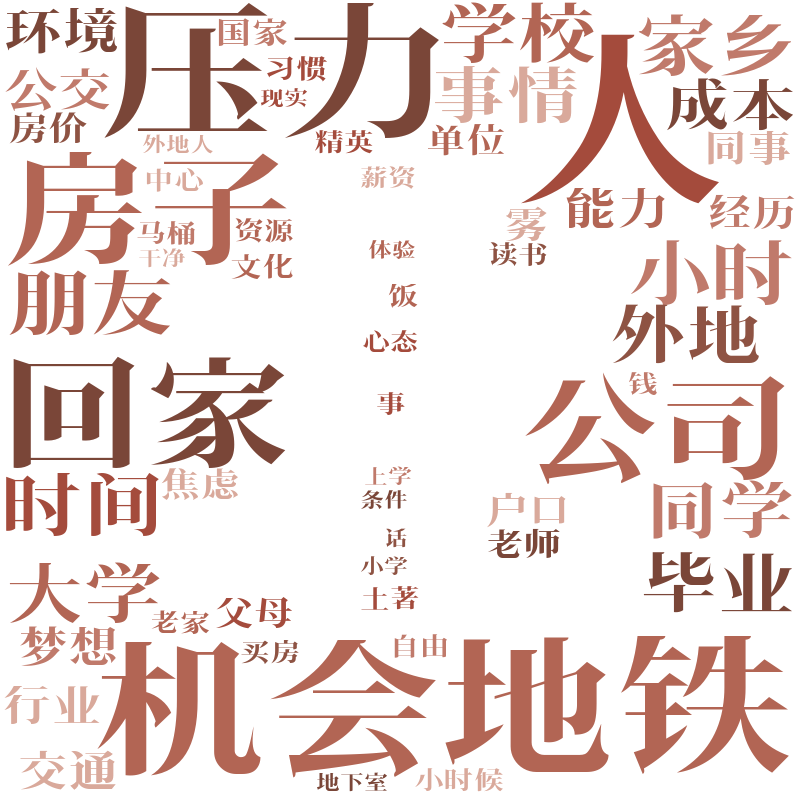 环境
压力
国家
学校
人
家乡
习惯
现实
公交
事情
成本
房价
外地人
精英
单位
同事
房子
中心
薪资
能力
经历
马桶
资源
雾
干净
文化
体验
读书
小时
朋友
饭
心态
外地
回家
公司
钱
事
时间
焦虑
上学
条件
户口
同学
话
老师
小学
毕业
大学
土著
老家
父母
梦想
买房
自由
机会
地铁
行业
交通
地下室
小时候